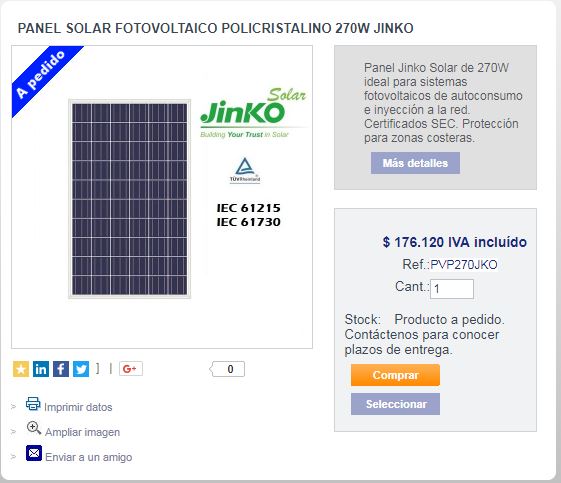 PANEL SOLAR FOTOVOLTAICO POLICRISTALINO 270W JINKO
A pedido
Solar
JinKO
Building Your Trust in Solar
TÜVRheinland
IEC 61215
IEC 61730
Panel Jinko Solar de 270W
ideal para sistemas
fotovoltaicos de autoconsumo
e inyección a la red.
Certificados SEC. Protección
para zonas costeras.
Más detalles
$ 176.120 IVA incluído
Ref.:PVP270JKO
Cant.: 1
Stock: Producto a pedido.
Contáctenos para conocer
plazos de entrega.
Comprar
Seleccionar
in f ] | G+ 0
> Imprimir datos
> Ampliar imagen
> Enviar a un amigo